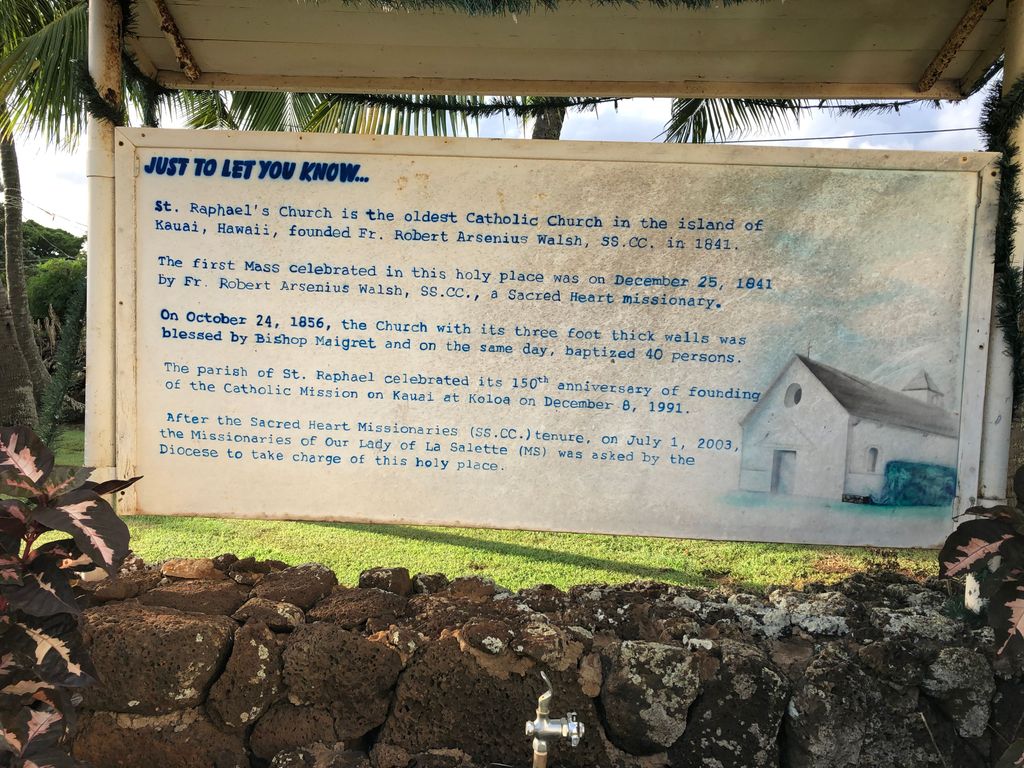 JUST TO LET YOU KNOW...
St. Raphael's Church is the oldest Catholic Church in the island of
Kauai, Hawaii, founded Fr. Robert Arsenius Walsh, SS.CC. in 1841.
The first Mass celebrated in this holy place was on December 25, 1841
by Fr. Robert Arsenius Walsh, SS.CC., a Sacred Heart missionary.
On October 24, 1856, the Church with its three foot thick walls was
blessed by Bishop Maigret and on the same day, baptized 40 persons.
The parish of St. Raphael celebrated its 150th anniversary of founding
of the Catholic Mission on Kauai at Koloa on December 8, 1991.
After the Sacred Heart Missionaries (SS.CC.)tenure, on July 1, 2003,
the Missionaries of Our Lady of La Salette (MS) was asked by the
Diocese to take charge of this holy place.